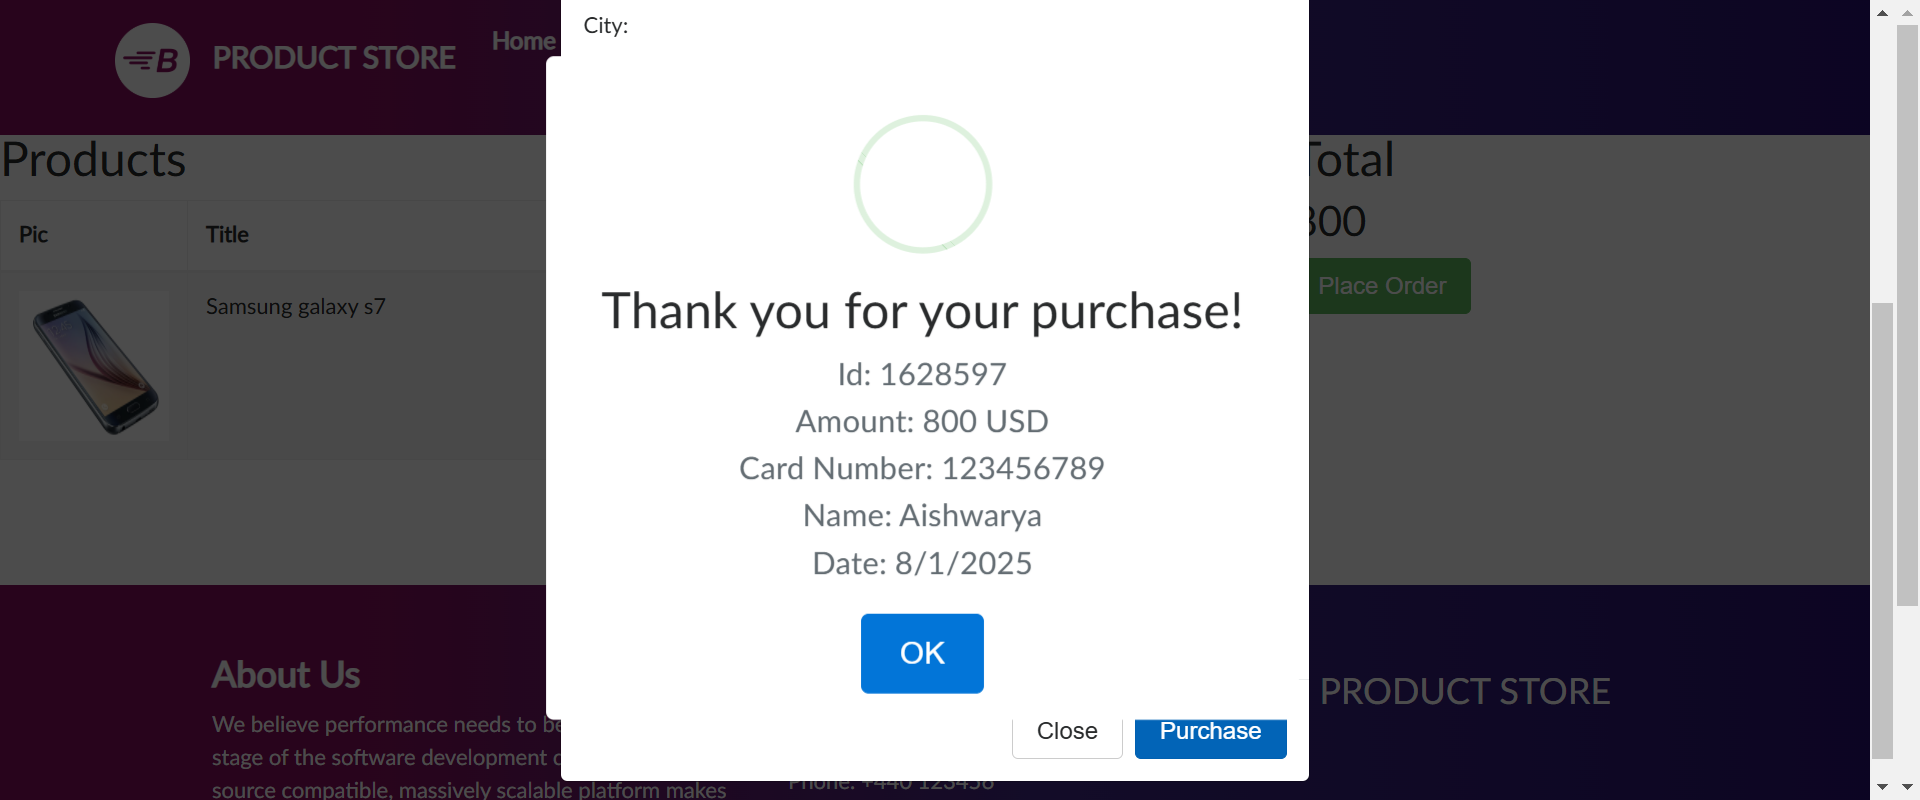 City:
B
PRODUCT STORE
Home
Products
Total
800
Pic
Title
Place Order
Samsung galaxy s7
Thank you for your purchase!
Id: 1628597
Amount: 800 USD
Card Number: 123456789
Name: Aishwarya
Date: 8/1/2025
OK
Close
Purchase
About Us
We believe performance needs to be
stage of the software development
source compatible, massively scalable platform makes
Phone: +440 123456
PRODUCT STORE